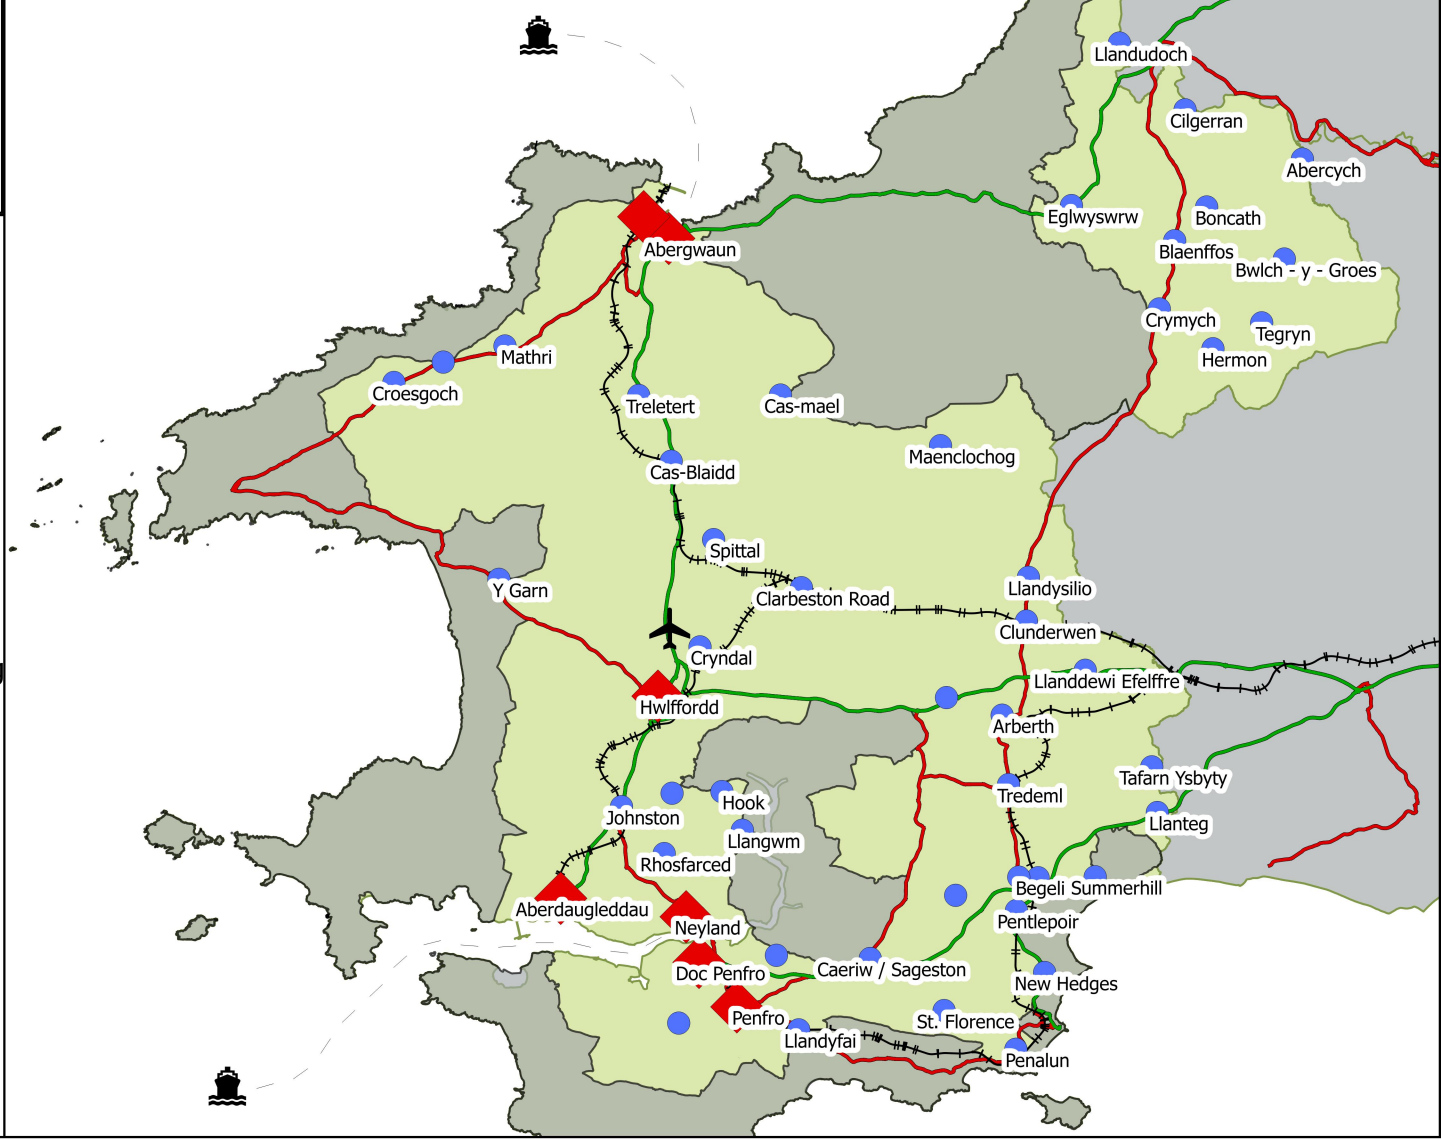 Llandudoch
Cilgerran
Abercych
Eglwyswrw
Boncath
Abergwaun
Blaenffos
Bwlch - y - Groes
Crymych
Tegryn
Mathri
Hermon
Croesgoch
Treletert
Cas-mael
Maenclochog
Cas-Blaidd
Spittal
Y Garn
Clarbeston Road
Llandysilio
Clunderwen
Cryndal
Llanddewi Efelffre
Hwlffordd
Arberth
Tafarn Ysbyty
Tredeml
Hook
Johnston
Llanteg
Llangwm
Rhosfarced
Begeli Summerhill
Aberdaugleddau
Pentlepoir
Neyland
Caeriw / Sageston
Doc Penfro
New Hedges
Penfro
St. Florence
Llandyfai
Penalun